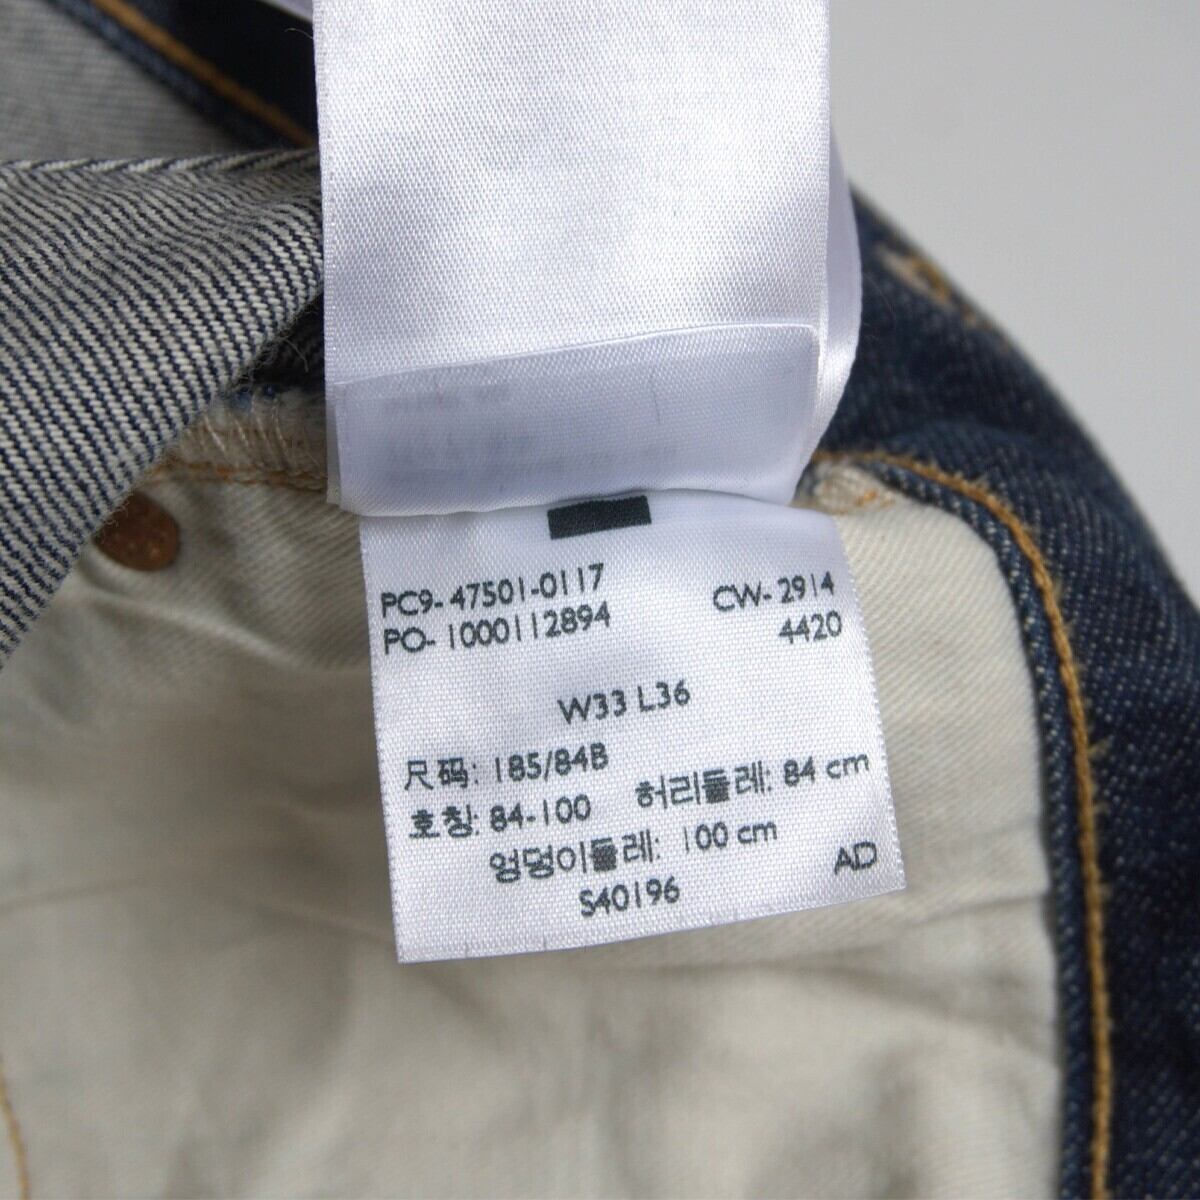 PC9-47501-0117 CW-2914
PO-1000112894 4420
W33 L36
尺码: 185/84B
호칭: 84-100 허리둘레: 84 cm
엉덩이둘레: 100 cm
S40196 AD